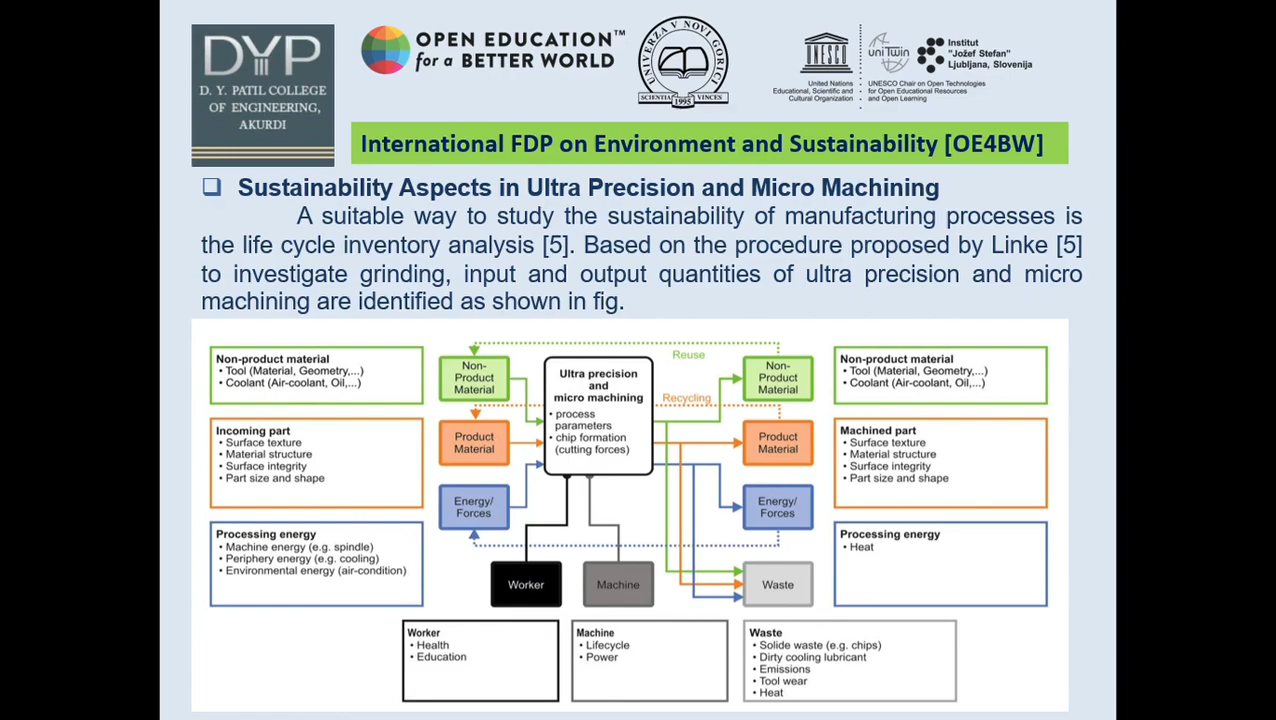 DYP
D. Y. PATIL COLLEGE
OF ENGINEERING,
AKURDI
OPEN EDUCATION™
for a BETTER WORLD
UNIVERZA V NOVI GORICI
SCIENTIA VINCES
1995
UNESCO
United Nations
Educational, Scientific and
Cultural Organization
uniTwin
Institut
"Jožef Stefan"
Ljubljana, Slovenija
UNESCO Chair on Open Technologies
for Open Educational Resources
and Open Learning
International FDP on Environment and Sustainability [OE4BW]
❑ Sustainability Aspects in Ultra Precision and Micro Machining
A suitable way to study the sustainability of manufacturing processes is
the life cycle inventory analysis [5]. Based on the procedure proposed by Linke [5]
to investigate grinding, input and output quantities of ultra precision and micro
machining are identified as shown in fig.
Non-product material
• Tool (Material, Geometry,...)
• Coolant (Air-coolant, Oil,...)
Incoming part
• Surface texture
• Material structure
• Surface integrity
• Part size and shape
Processing energy
• Machine energy (e.g. spindle)
• Periphery energy (e.g. cooling)
• Environmental energy (air-condition)
Non-
Product
Material
Product
Material
Energy/
Forces
Ultra precision
and
micro machining
• process
parameters
• chip formation
(cutting forces)
Worker
Machine
Reuse
Recycling
Non-
Product
Material
Product
Material
Energy/
Forces
Waste
Non-product material
• Tool (Material, Geometry,...)
• Coolant (Air-coolant, Oil,...)
Machined part
• Surface texture
• Material structure
• Surface integrity
• Part size and shape
Processing energy
• Heat
Worker
• Health
• Education
Machine
• Lifecycle
• Power
Waste
• Solide waste (e.g. chips)
• Dirty cooling lubricant
• Emissions
• Tool wear
• Heat